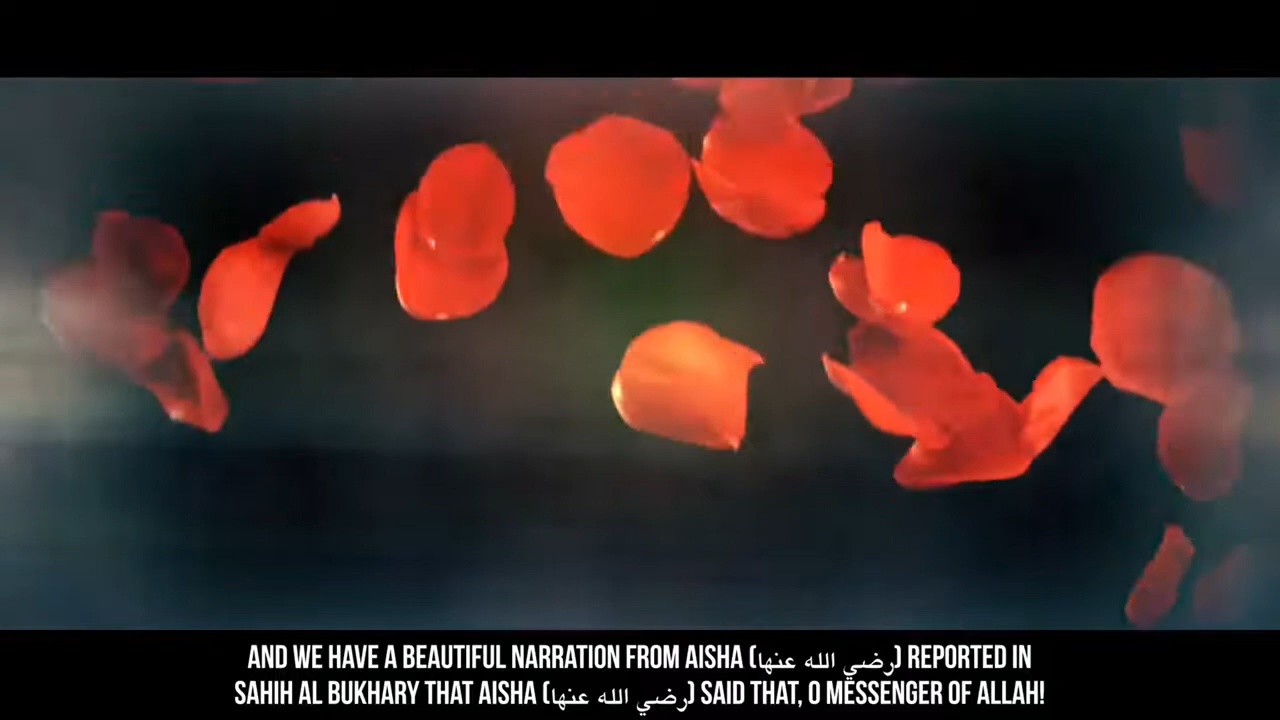 AND WE HAVE A BEAUTIFUL NARRATION FROM AISHA (رضي الله عنها) REPORTED IN
SAHIH AL BUKHARY THAT AISHA (رضي الله عنها) SAID THAT, O MESSENGER OF ALLAH!